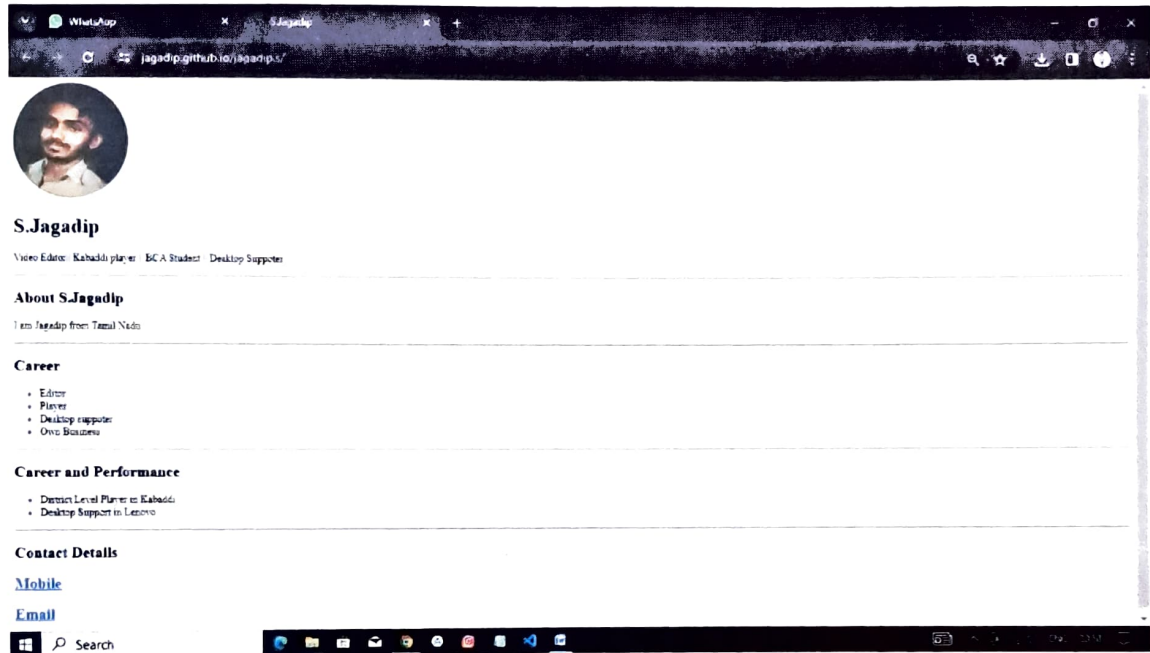 WhatsApp
S.Jagadip
jagadip.github.io/jagadip.s/
S.Jagadip
Video Editor Kabaddi player BCA Student Desktop Suppoter
About S.Jagadip
I am Jagadip from Tamil Nadu
Career
Editor
Player
Desktop suppoter
Own Business
Career and Performance
District Level Player in Kabaddi
Desktop Support in Lenovo
Contact Details
Mobile
Email
Search